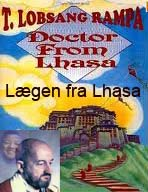 T. LOBSANG RAMPA
Doctor
From
Lhasa
Lægen fra Lhasa